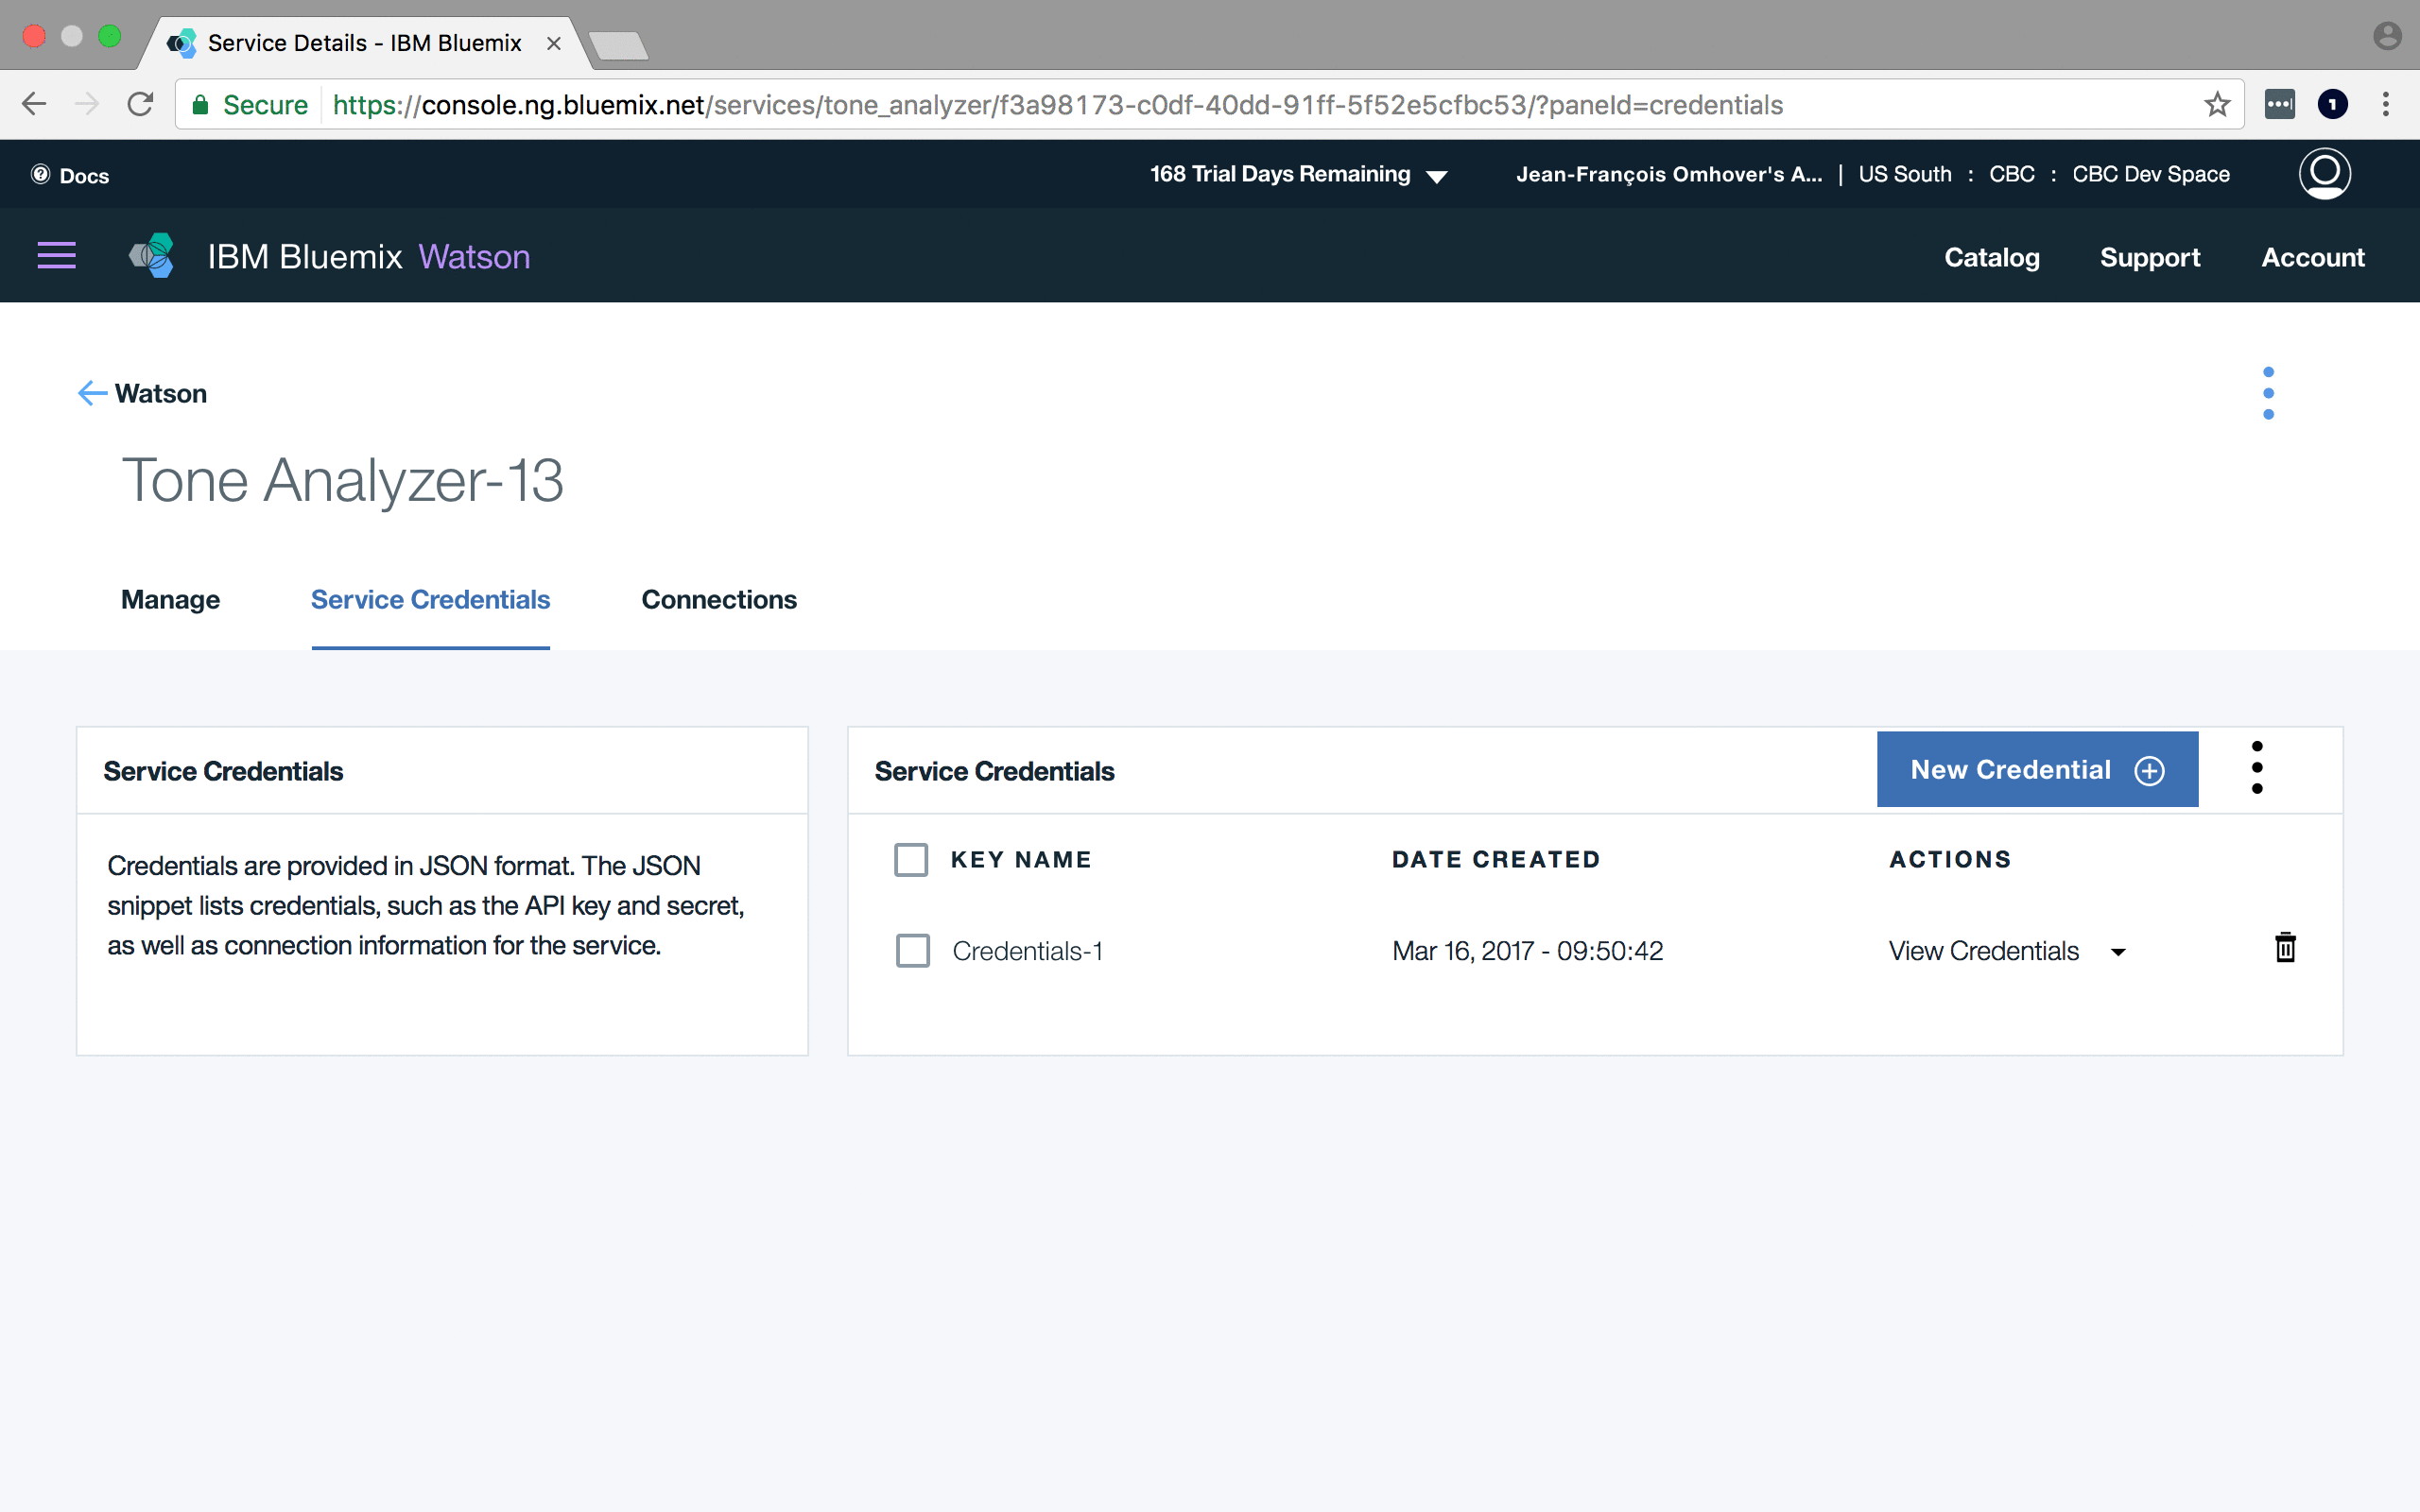 Service Details - IBM Bluemix
Secure https://console.ng.bluemix.net/services/tone_analyzer/f3a98173-c0df-40dd-91ff-5f52e5cfbc53/?paneId=credentials
1
Docs
168 Trial Days Remaining
Jean-François Omhover's A... | US South : CBC : CBC Dev Space
IBM Bluemix Watson
Catalog
Support
Account
Watson
Tone Analyzer-13
Manage
Service Credentials
Connections
Service Credentials
Credentials are provided in JSON format. The JSON
snippet lists credentials, such as the API key and secret,
as well as connection information for the service.
Service Credentials
New Credential
KEY NAME
DATE CREATED
ACTIONS
Credentials-1
Mar 16, 2017 - 09:50:42
View Credentials